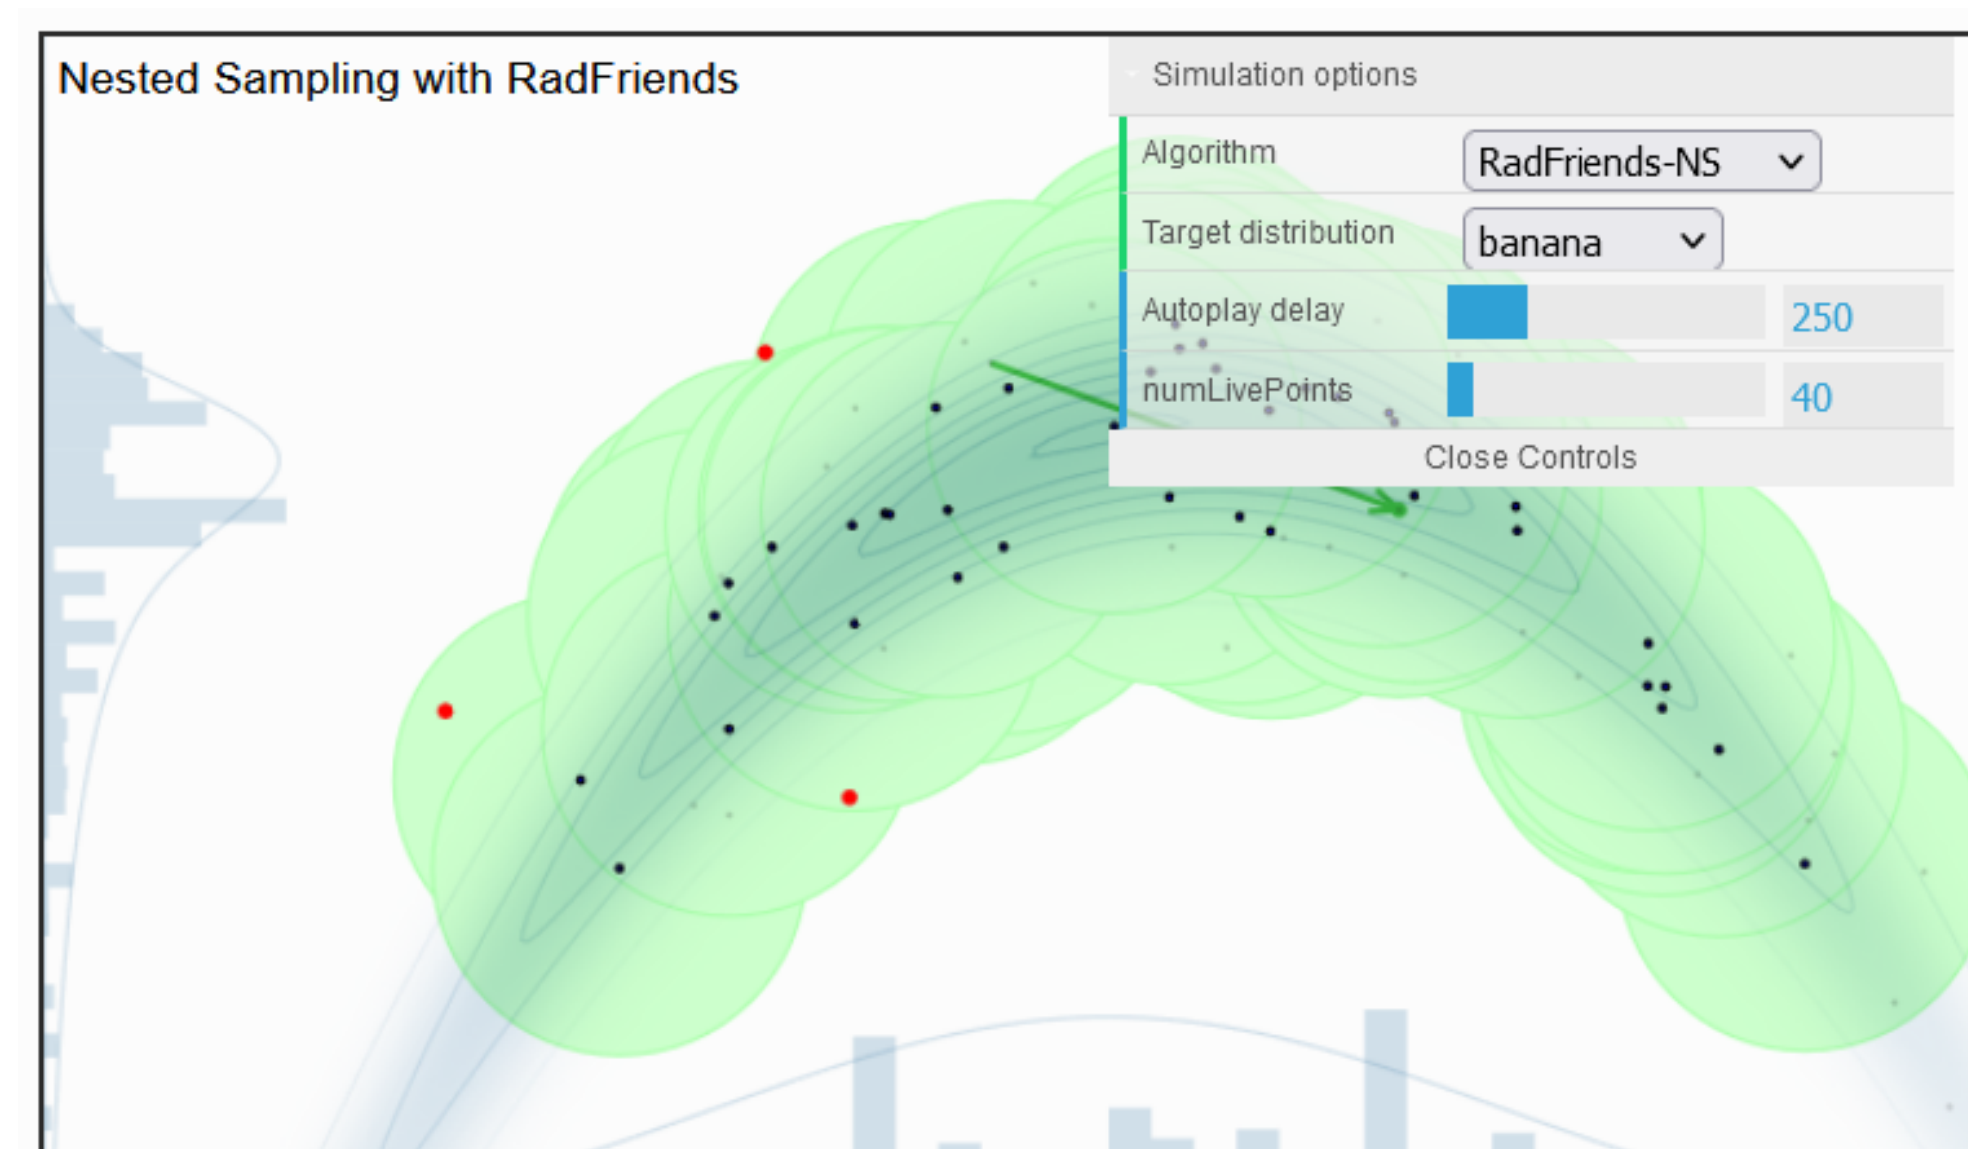 Nested Sampling with RadFriends
Simulation options
Algorithm RadFriends-NS
Target distribution banana
Autoplay delay 250
numLivePoints 40
Close Controls